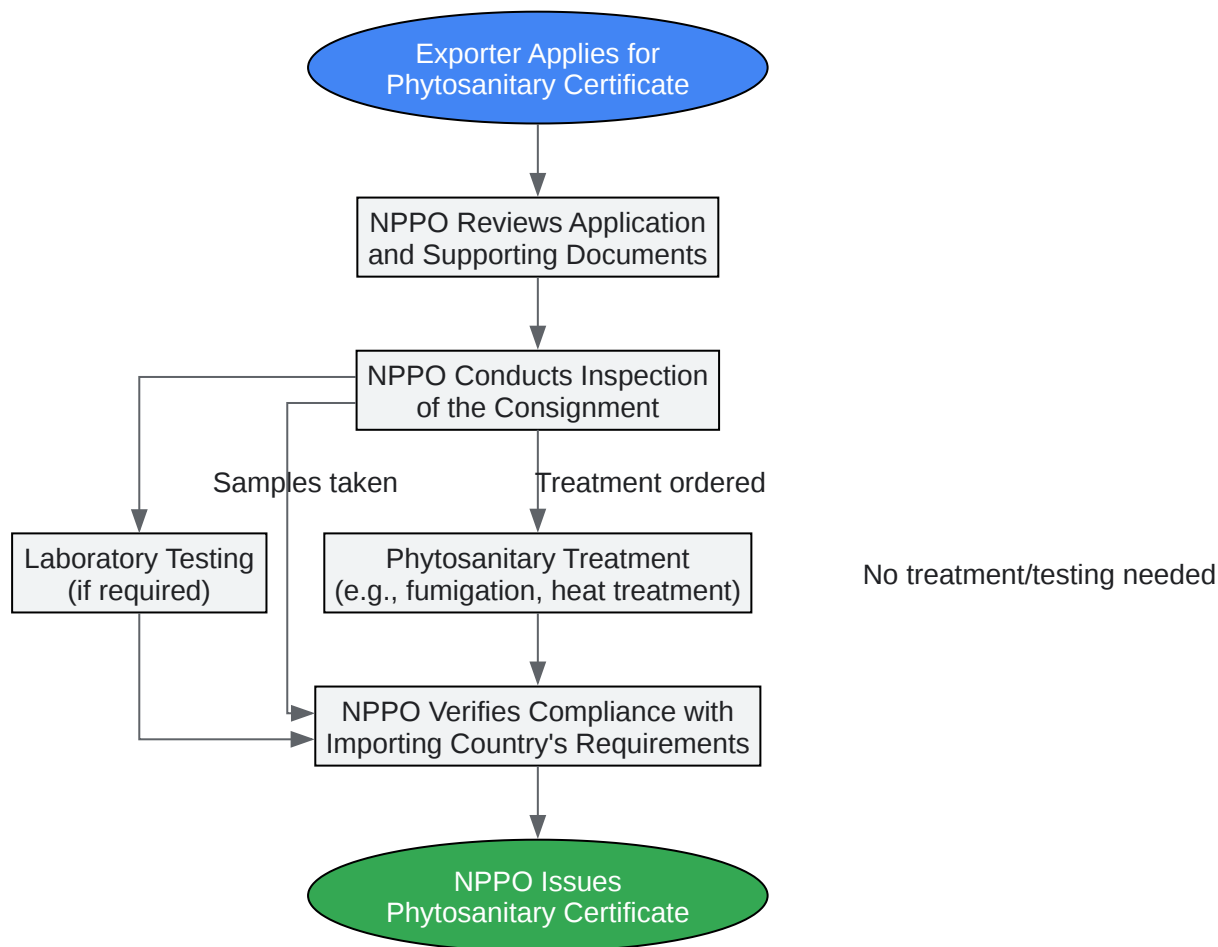 Exporter Applies for
Phytosanitary Certificate
NPPO Reviews Application
and Supporting Documents
NPPO Conducts Inspection
of the Consignment
Samples taken
Treatment ordered
Laboratory Testing
(if required)
Phytosanitary Treatment
(e.g., fumigation, heat treatment)
No treatment/testing needed
NPPO Verifies Compliance with
Importing Country's Requirements
NPPO Issues
Phytosanitary Certificate